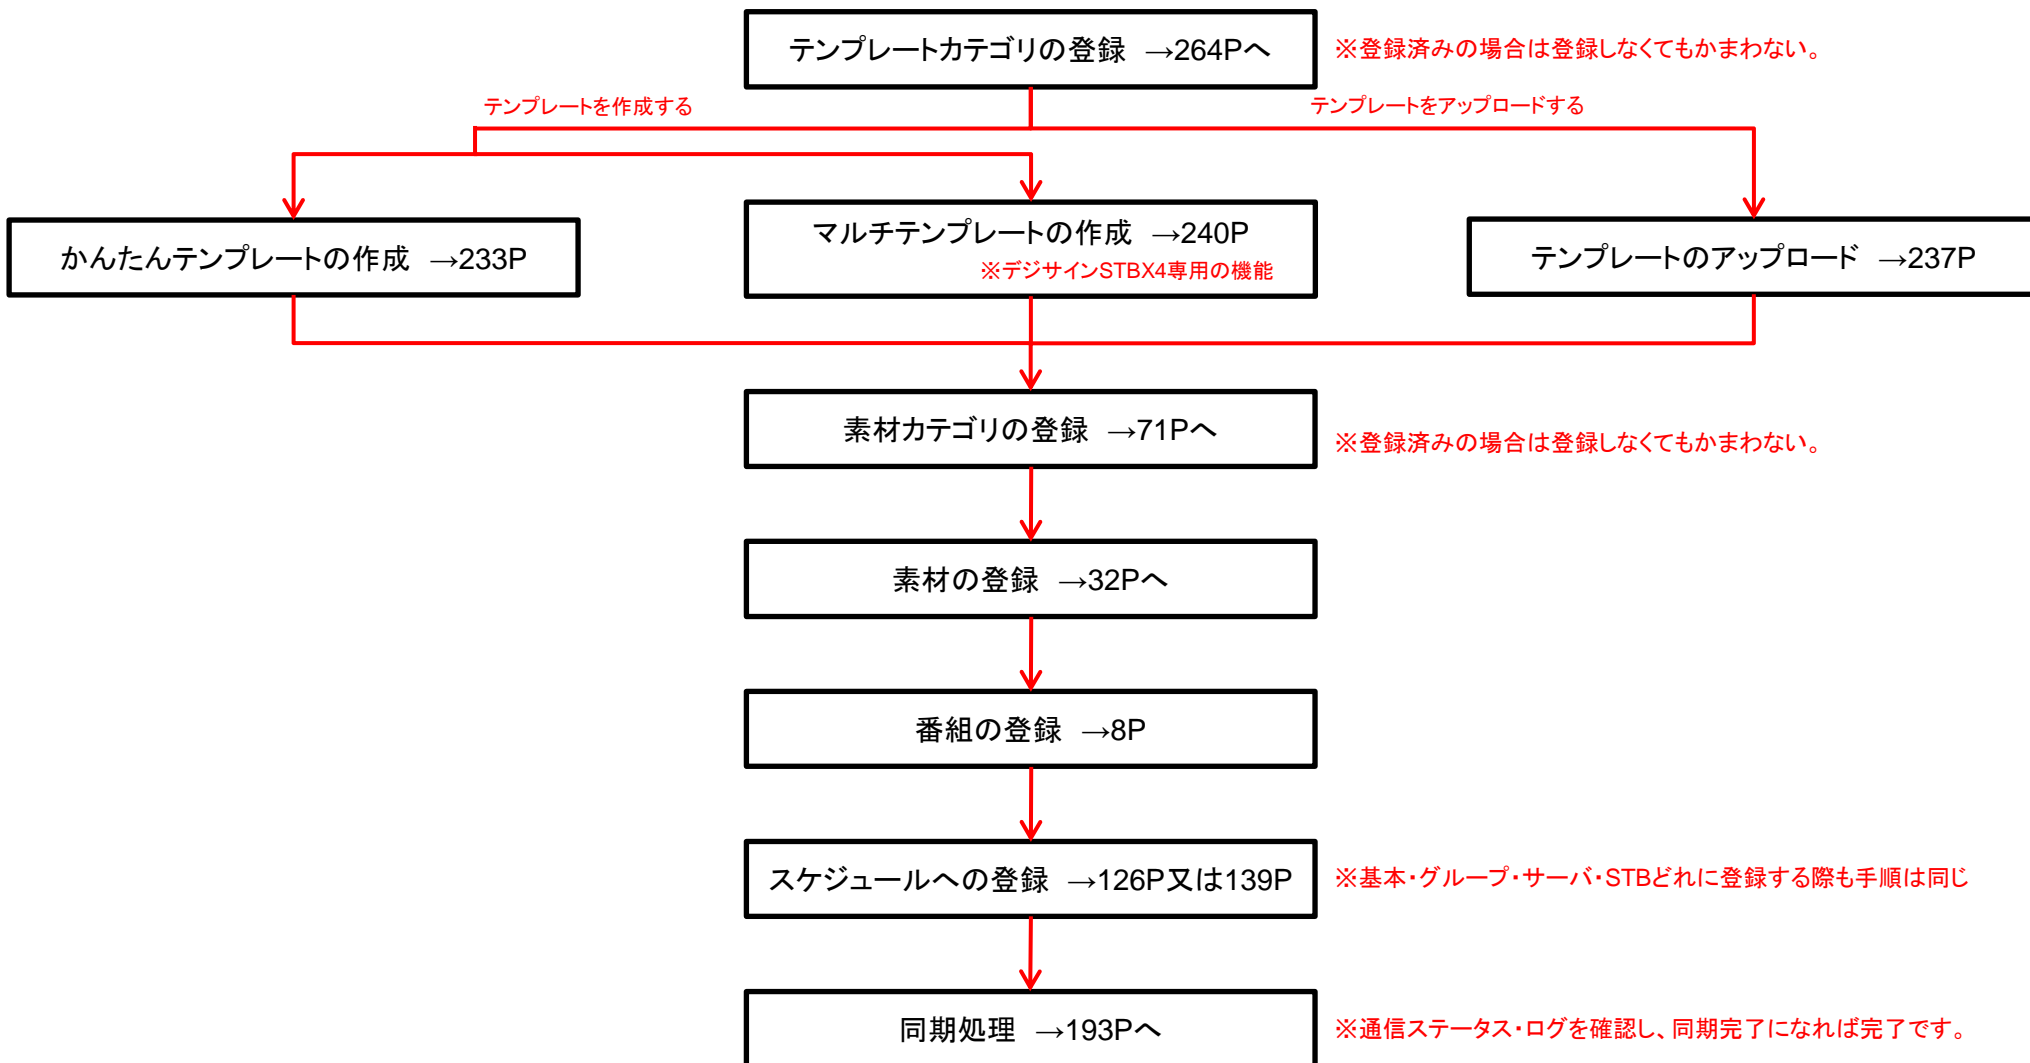 テンプレートカテゴリの登録 →264Pへ
※登録済みの場合は登録しなくてもかまわない。
テンプレートを作成する
テンプレートをアップロードする
かんたんテンプレートの作成 →233P
マルチテンプレートの作成 →240P
※デジサインSTBX4専用の機能
テンプレートのアップロード →237P
素材カテゴリの登録 →71Pへ
※登録済みの場合は登録しなくてもかまわない。
素材の登録 →32Pへ
番組の登録 →8P
スケジュールへの登録 →126P又は139P
※基本・グループ・サーバ・STBどれに登録する際も手順は同じ
同期処理 →193Pへ
※通信ステータス・ログを確認し、同期完了になれば完了です。